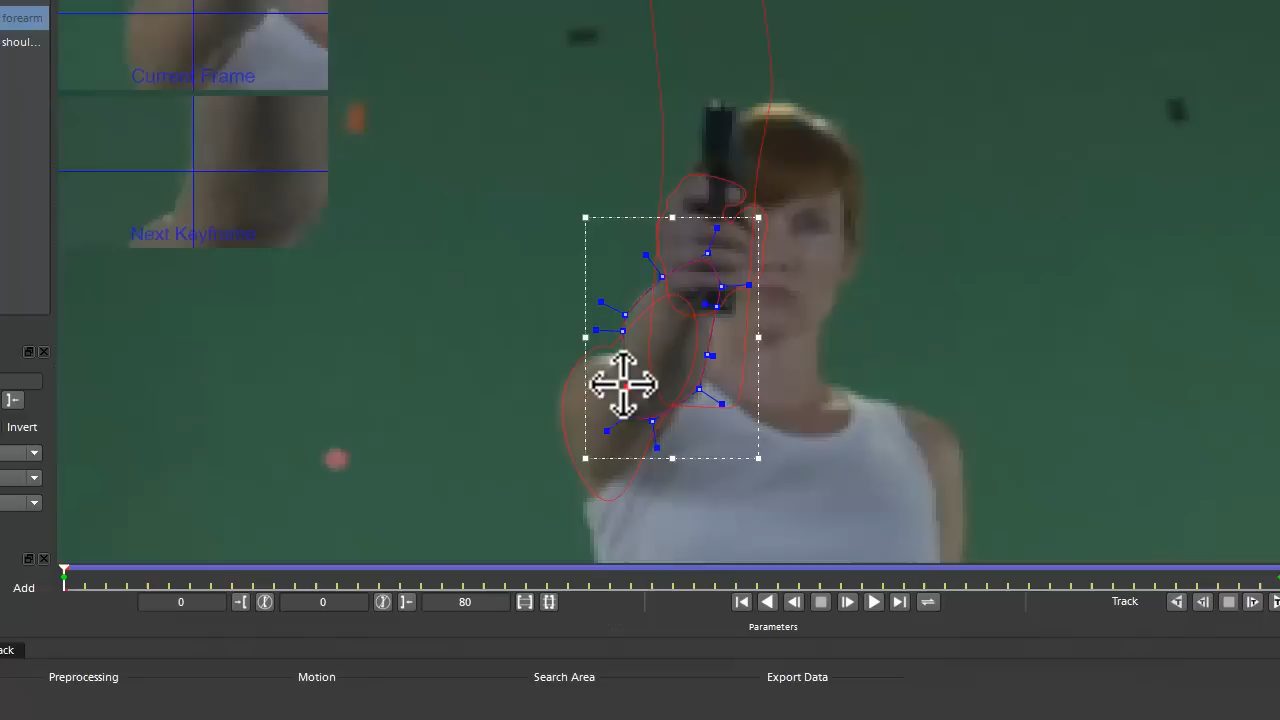 forearm
shoul...
Current Frame
Next Keyframe
Invert
Add
0
0
80
Track
Parameters
ack
Preprocessing
Motion
Search Area
Export Data